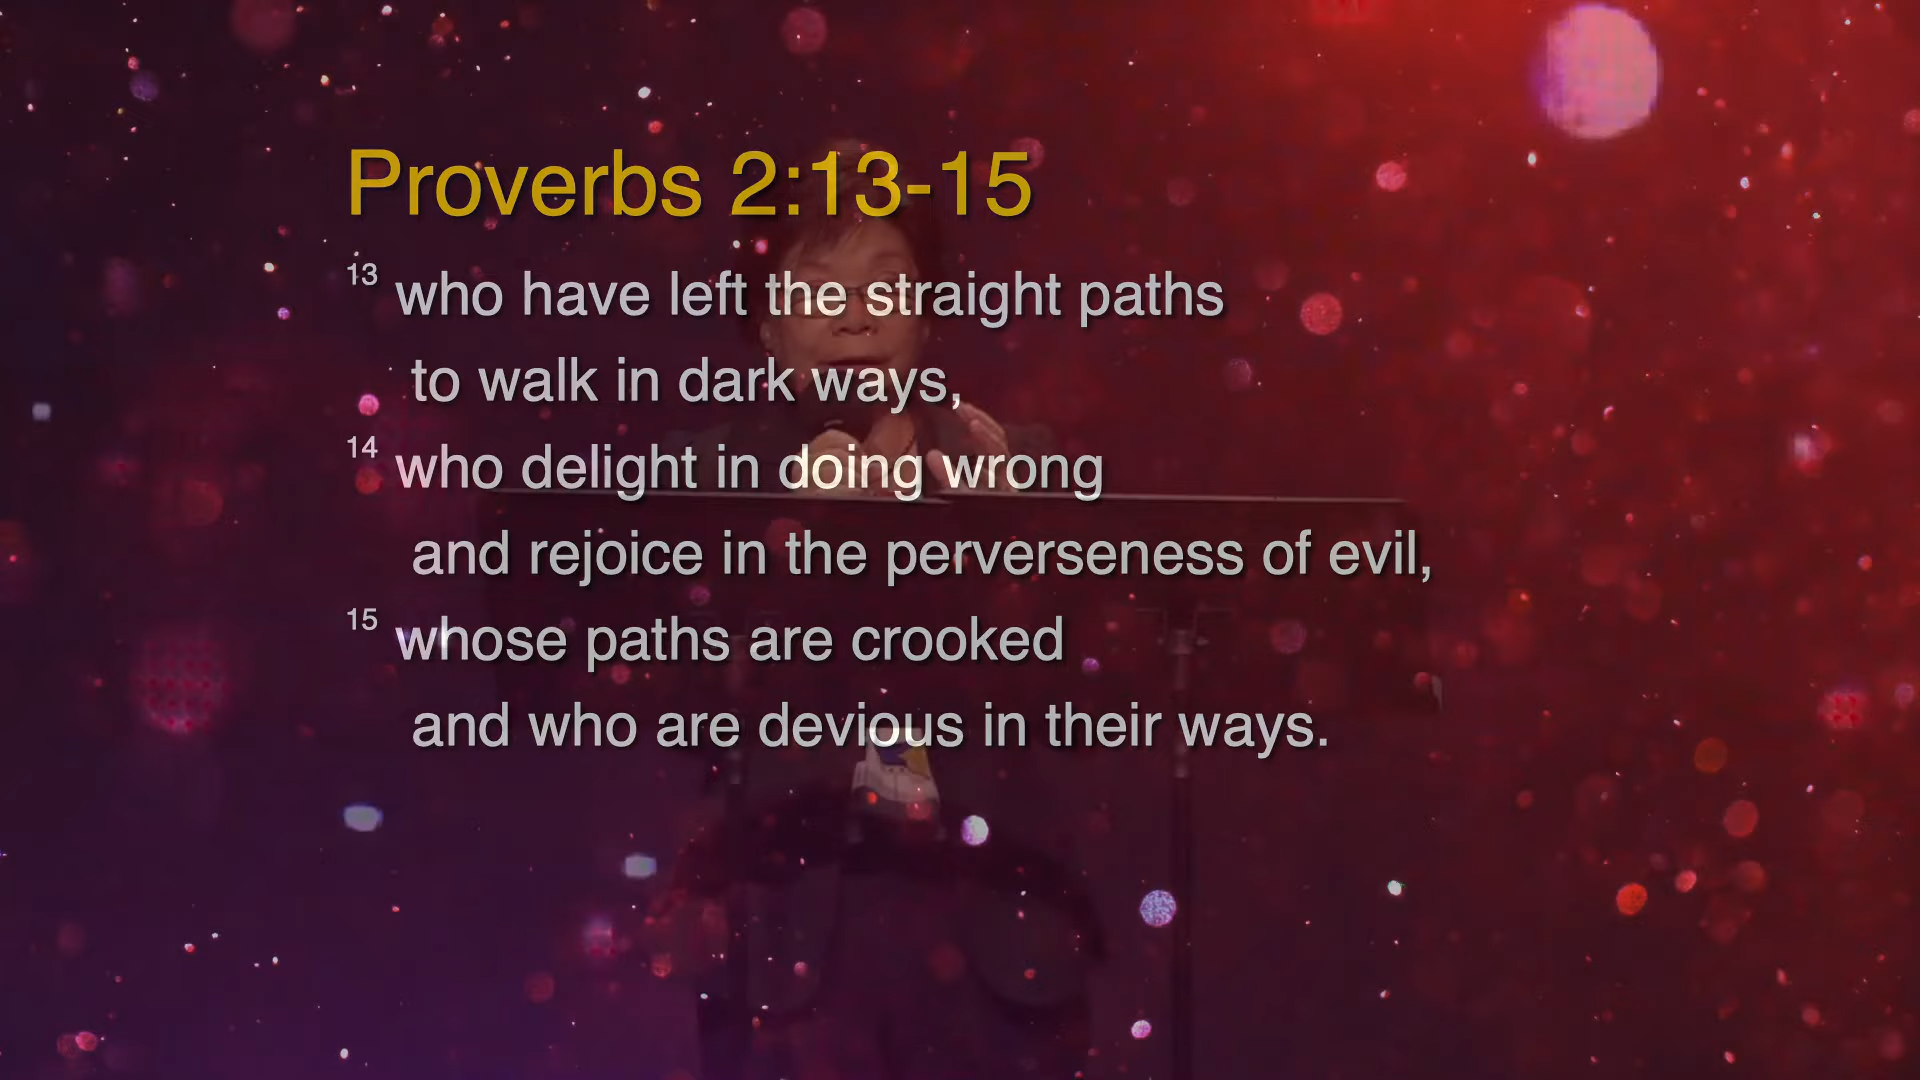 Proverbs 2:13-15
13 who have left the straight paths
to walk in dark ways,
14 who delight in doing wrong
and rejoice in the perverseness of evil,
15 whose paths are crooked
and who are devious in their ways.